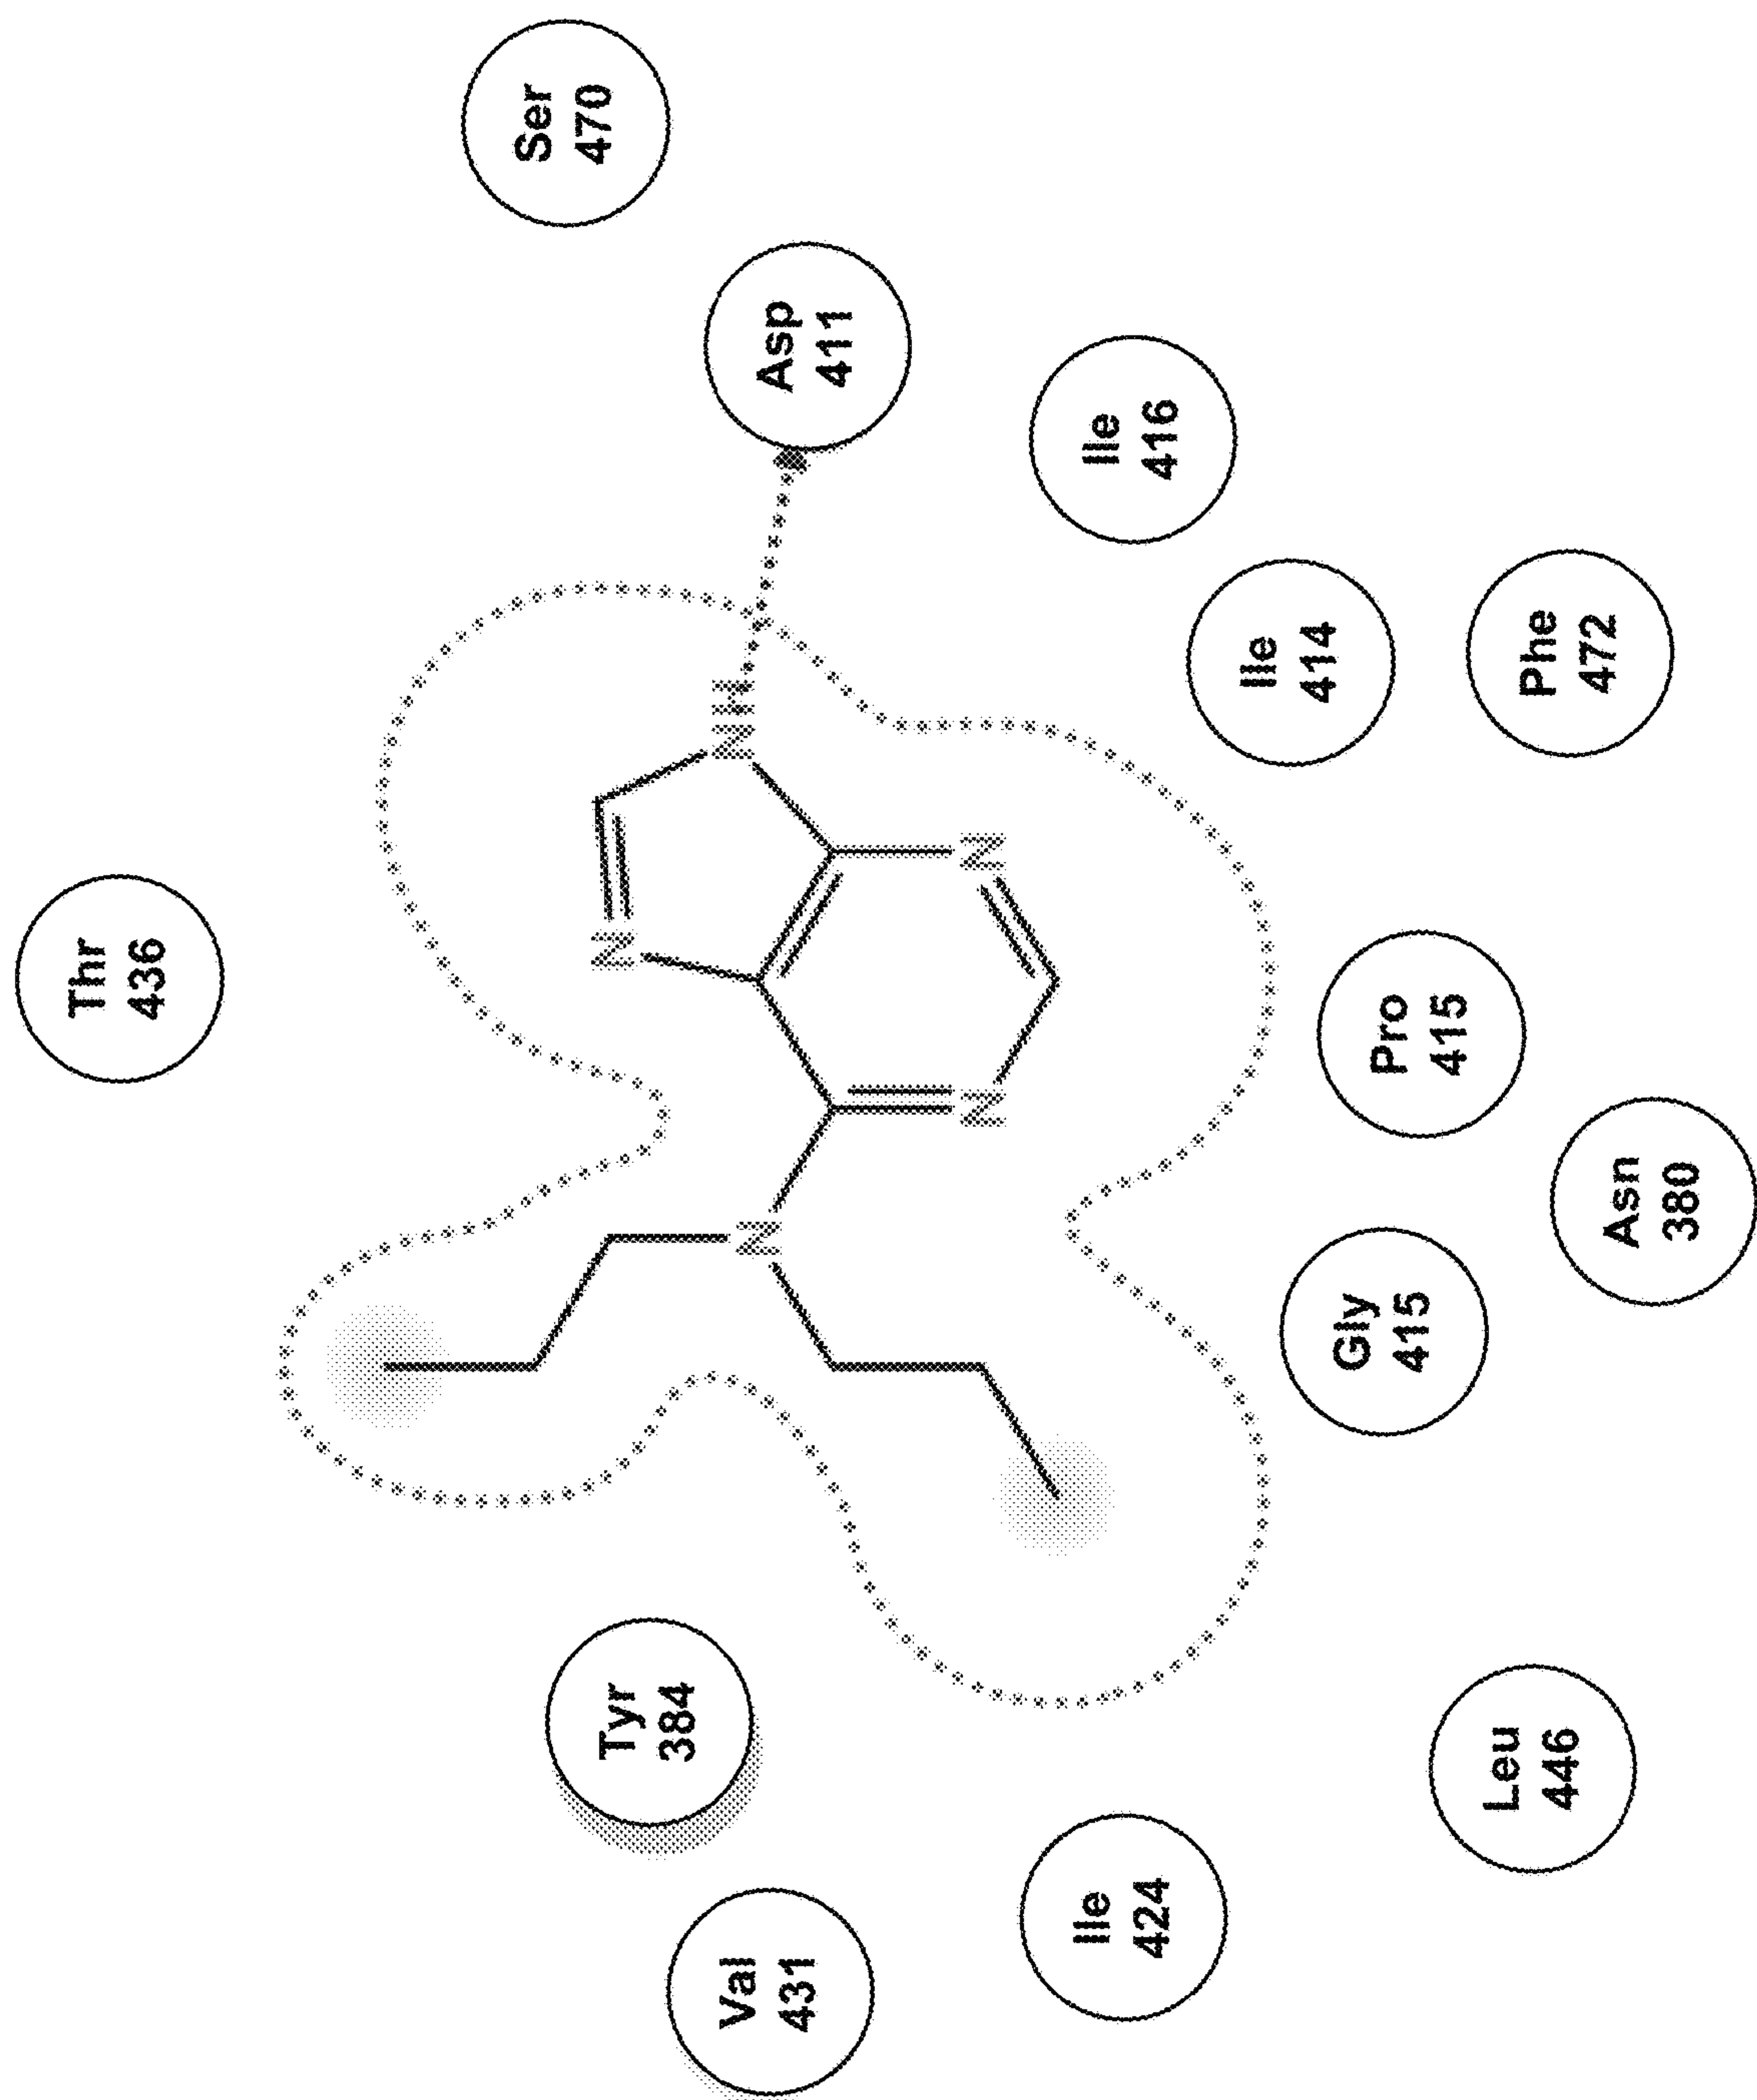 Thr
436
Ser
470
N
Tyr
384
NH
N
Val
431
Asp
411
N
N
Ile
424
Ile
416
Ile
414
Gly
415
Pro
415
Leu
446
Phe
472
Asn
380